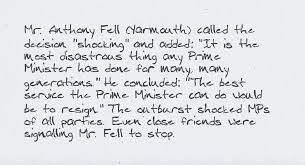 Mr. Anthony Fell (Yarmouth) called the
decision "shocking" and added: "It is the
most disastrous thing any Prime
Minister has done for many, many
generations." He concluded: "The best
service the Prime Minister can do would
be to resign." The outburst shocked MPs
of all parties. Even close friends were
signalling Mr. Fell to stop.